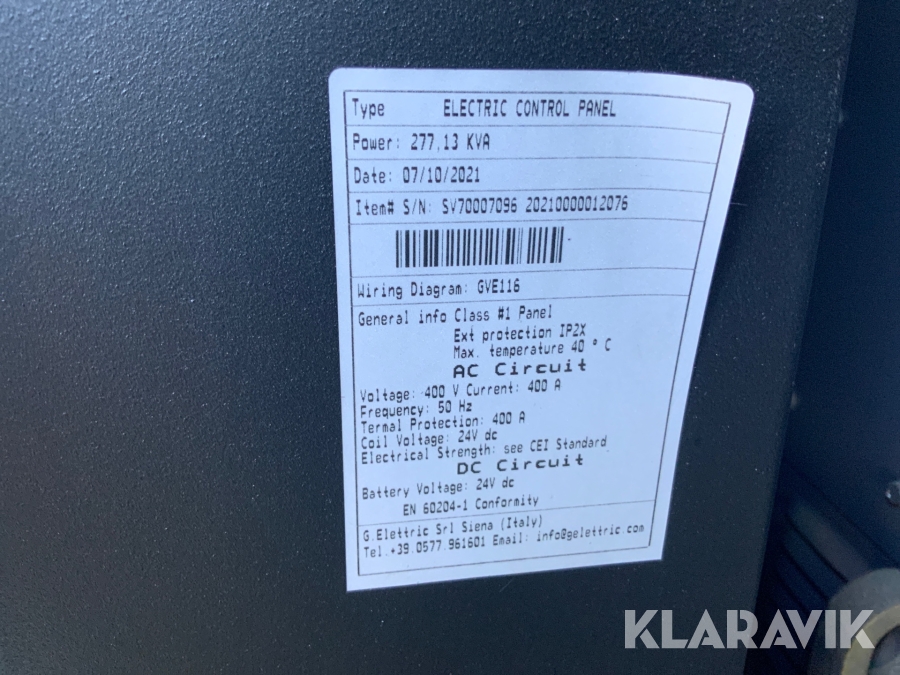 Type ELECTRIC CONTROL PANEL
Power: 277,13 KVA
Date: 07/10/2021
Item# S/N: SV70007096 20210000012076
Wiring Diagram: GVE116
General info Class #1 Panel
Ext protection IP2X
Max. temperature 40 ° C
AC Circuit
Voltage: 400 V Current: 400 A
Frequency: 50 Hz
Termal Protection: 400 A
Coil Voltage: 24V dc
Electrical Strength: see CEI Standard
DC Circuit
Battery Voltage: 24V dc
EN 60204-1 Conformity
G.Elettric Srl Siena (Italy)
Tel.+39.0577.961601 Email: info@gelettric.com
KLARAVIK